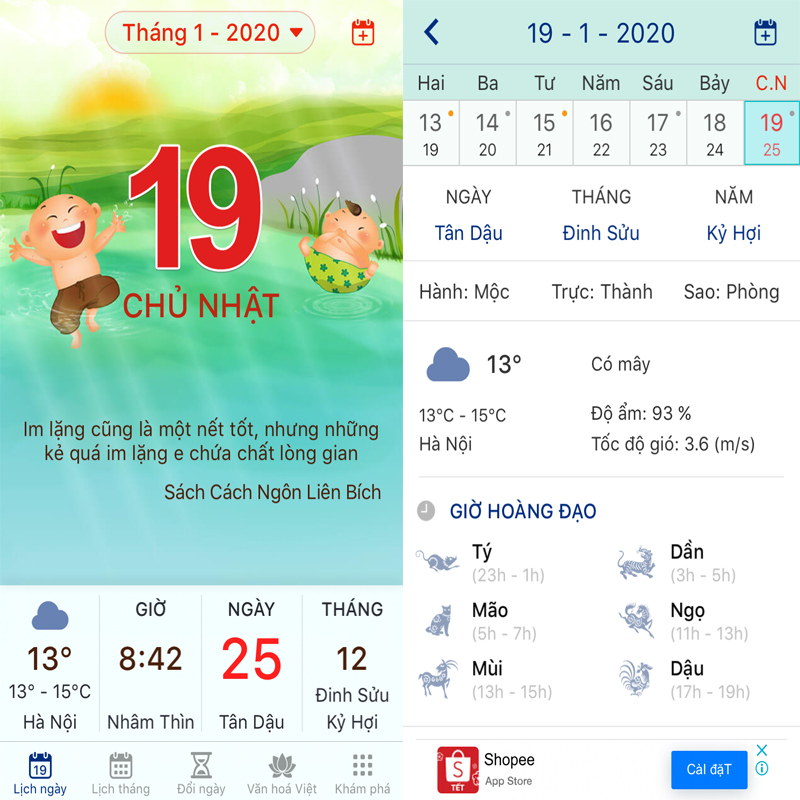 Tháng 1 - 2020
19
CHỦ NHẬT
Im lặng cũng là một nết tốt, nhưng những
kẻ quá im lặng e chứa chất lòng gian
Sách Cách Ngôn Liên Bích
GIỜ NGÀY THÁNG
13° 8:42 25 12
13° - 15°C Đinh Sửu
Hà Nội Nhâm Thìn Tân Dậu Kỷ Hợi
19
Lịch ngày Lịch tháng Đổi ngày Văn hoá Việt Khám phá
19 - 1 - 2020
Hai Ba Tư Năm Sáu Bảy C.N
13 14 15 16 17 18 19
19 20 21 22 23 24 25
NGÀY THÁNG NĂM
Tân Dậu Đinh Sửu Kỷ Hợi
Hành: Mộc Trực: Thành Sao: Phòng
13° Có mây
13°C - 15°C Độ ẩm: 93 %
Hà Nội Tốc độ gió: 3.6 (m/s)
GIỜ HOÀNG ĐẠO
Tý Dần
(23h - 1h) (3h - 5h)
Mão Ngọ
(5h - 7h) (11h - 13h)
Mùi Dậu
(13h - 15h) (17h - 19h)
S
TẾT
Shopee
App Store
Cài đặT